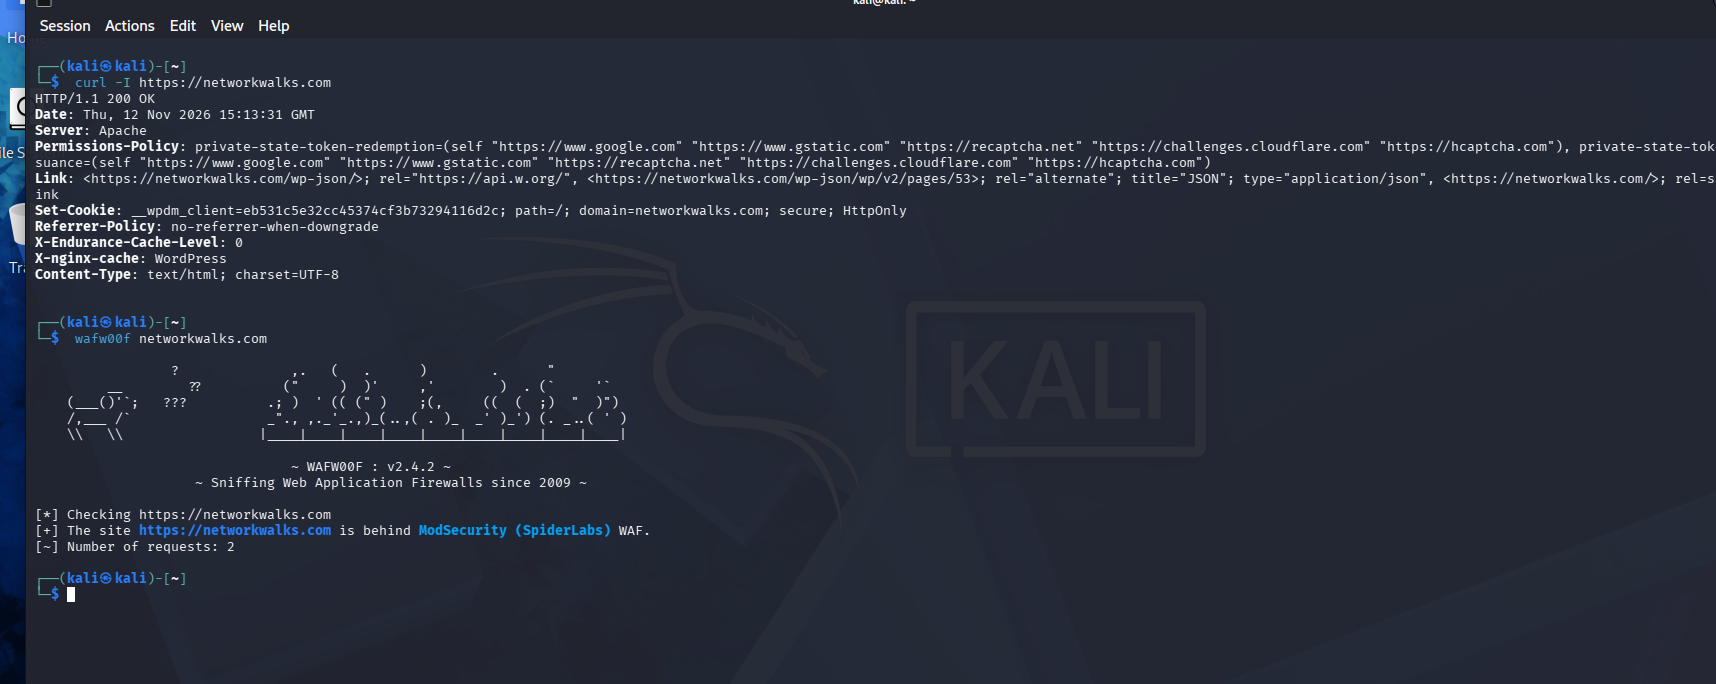 kali@kali: ~
Session Actions Edit View Help
┌──(kali㉿kali)-[~]
└─$ curl -I https://networkwalks.com
HTTP/1.1 200 OK
Date: Thu, 12 Nov 2026 15:13:31 GMT
Server: Apache
Permissions-Policy: private-state-token-redemption=(self "https://www.google.com" "https://www.gstatic.com" "https://recaptcha.net" "https://challenges.cloudflare.com" "https://hcaptcha.com"), private-state-tok
suance=(self "https://www.google.com" "https://www.gstatic.com" "https://recaptcha.net" "https://challenges.cloudflare.com" "https://hcaptcha.com")
Link: <https://networkwalks.com/wp-json/>; rel="https://api.w.org/", <https://networkwalks.com/wp-json/wp/v2/pages/53>; rel="alternate"; title="JSON"; type="application/json", <https://networkwalks.com/>; rel=s
ink
Set-Cookie: __wpdm_client=eb531c5e32cc45374cf3b73294116d2c; path=/; domain=networkwalks.com; secure; HttpOnly
Referrer-Policy: no-referrer-when-downgrade
X-Endurance-Cache-Level: 0
X-nginx-cache: WordPress
Content-Type: text/html; charset=UTF-8
┌──(kali㉿kali)-[~]
└─$ wafw00f networkwalks.com
~ WAFW00F : v2.4.2 ~
~ Sniffing Web Application Firewalls since 2009 ~
[*] Checking https://networkwalks.com
[+] The site https://networkwalks.com is behind ModSecurity (SpiderLabs) WAF.
[~] Number of requests: 2
┌──(kali㉿kali)-[~]
└─$
KALI